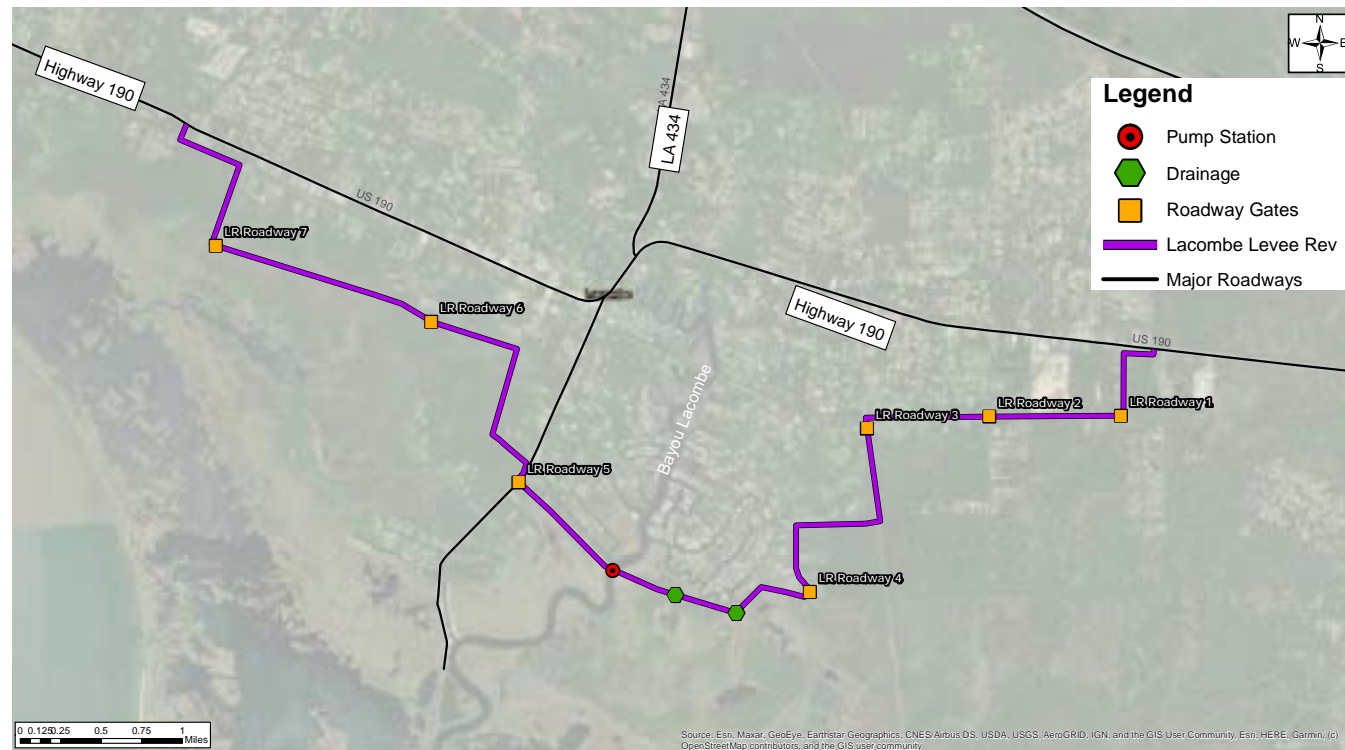 Highway 190
LA 434
LA 434
N
W
E
S
Legend
Pump Station
Drainage
Roadway Gates
Lacombe Levee Rev
Major Roadways
US 190
LR Roadway 7
LR Roadway 6
Highway 190
US 190
Bayou Lacombe
LR Roadway 3
LR Roadway 2
LR Roadway 1
LR Roadway 5
LR Roadway 4
0 0.125 0.25 0.5 0.75 1
Miles
Source: Esri, Maxar, GeoEye, Earthstar Geographics, CNES/Airbus DS, USDA, USGS, AeroGRID, IGN, and the GIS User Community, Esri, HERE, Garmin, (c)
OpenStreetMap contributors, and the GIS user community